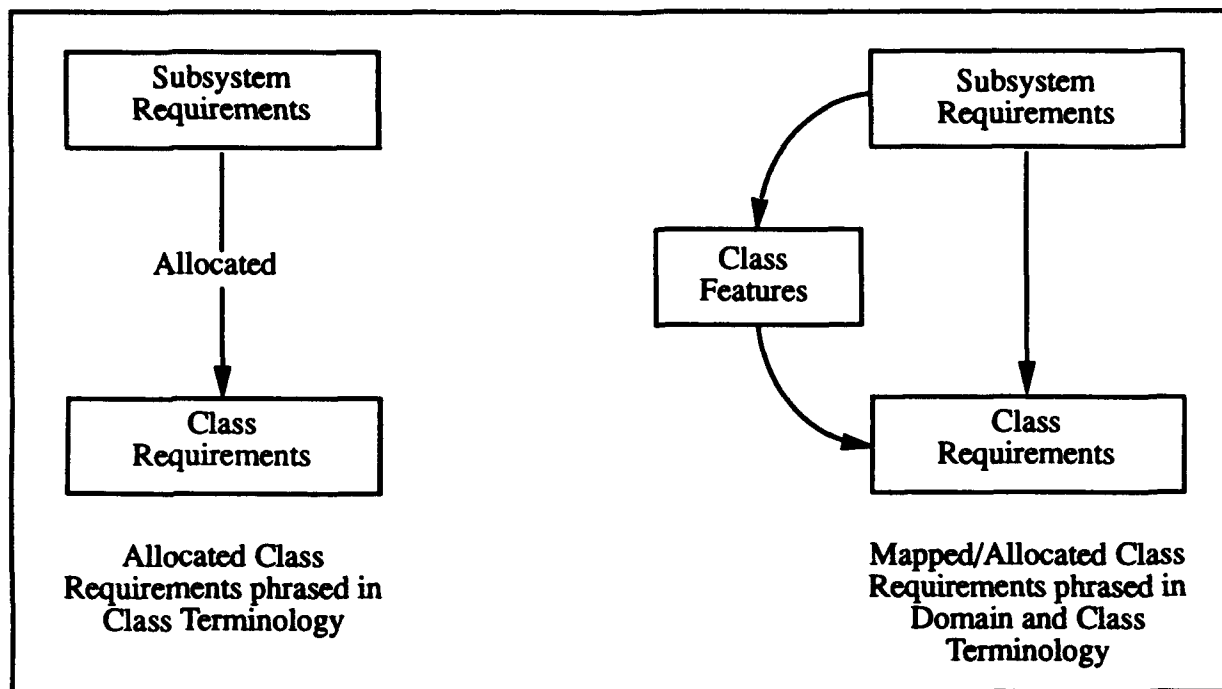 Subsystem
Requirements
Allocated
Class
Requirements
Allocated Class
Requirements phrased in
Class Terminology
Subsystem
Requirements
Class
Features
Class
Requirements
Mapped/Allocated Class
Requirements phrased in
Domain and Class
Terminology